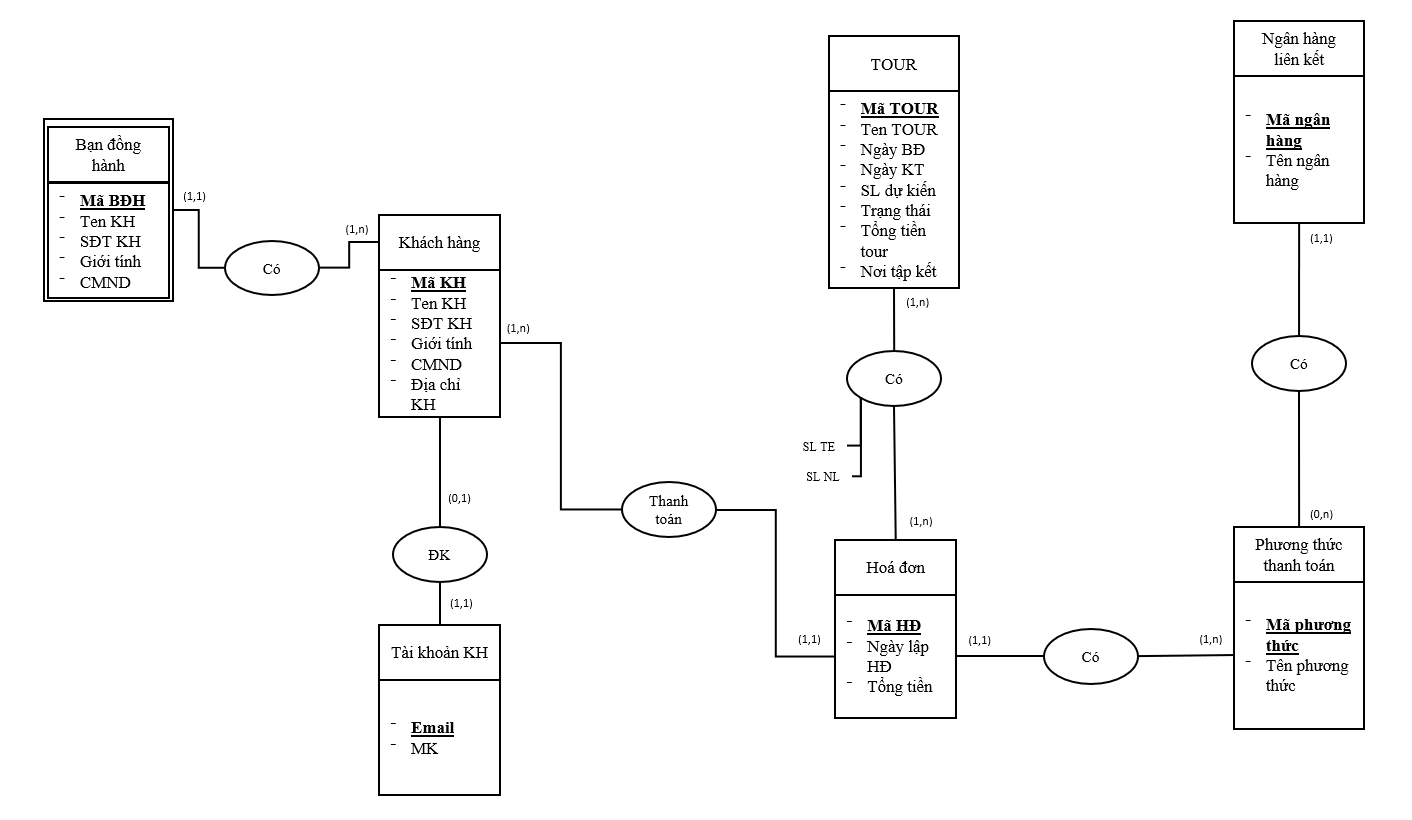 Bạn đồng
hành
- Mã BĐH
- Ten KH
- SĐT KH
- Giới tính
- CMND
(1,1)
Có
(1,n)
Khách hàng
- Mã KH
- Ten KH
- SĐT KH
- Giới tính
- CMND
- Địa chỉ
KH
(1,n)
(0,1)
ĐK
(1,1)
Tài khoản KH
- Email
- MK
Thanh
toán
(1,1)
TOUR
- Mã TOUR
- Ten TOUR
- Ngày BĐ
- Ngày KT
- SL dự kiến
- Trạng thái
- Tổng tiền
tour
- Nơi tập kết
(1,n)
Có
SL TE
SL NL
(1,n)
Hoá đơn
- Mã HĐ
- Ngày lập
HĐ
- Tổng tiền
(1,1)
Có
(1,n)
Ngân hàng
liên kết
- Mã ngân
hàng
- Tên ngân
hàng
(1,1)
Có
(0,n)
Phương thức
thanh toán
- Mã phương
thức
- Tên phương
thức